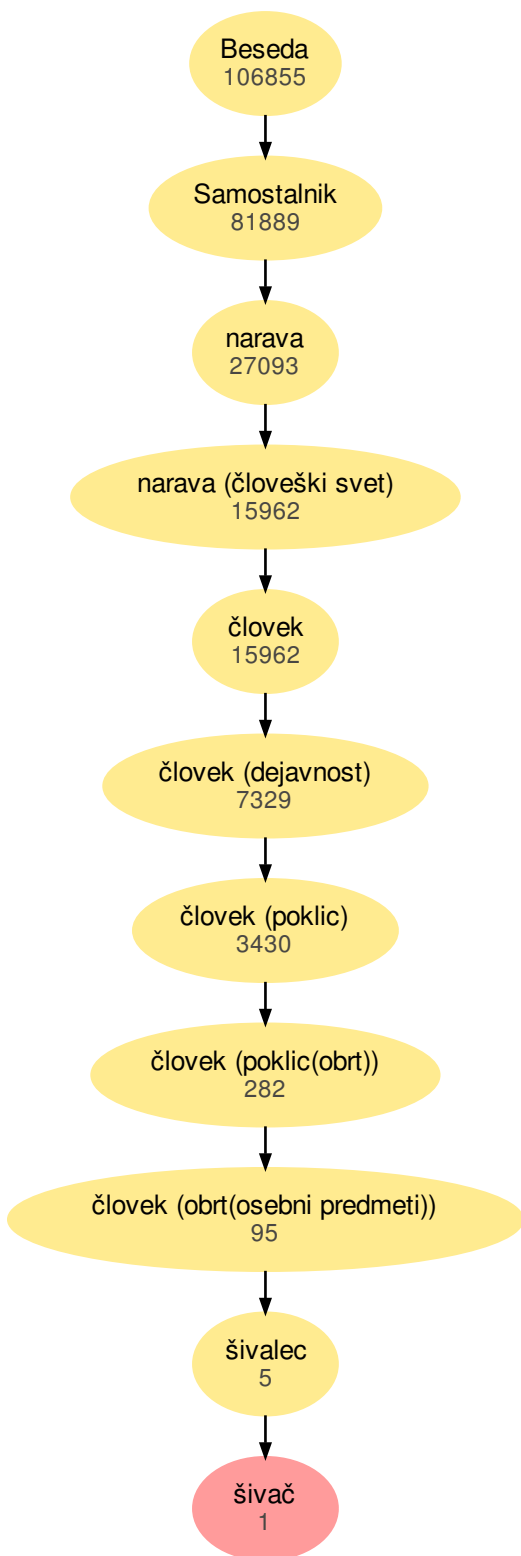 Beseda
106855
Samostalnik
81889
narava
27093
narava (človeški svet)
15962
človek
15962
človek (dejavnost)
7329
človek (poklic)
3430
človek (poklic(obrt))
282
človek (obrt(osebni predmeti))
95
šivalec
5
šivač
1